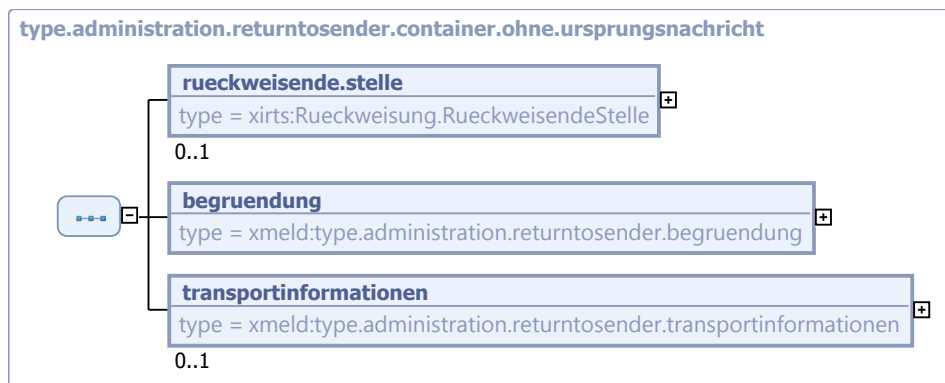 type.administration.returntosender.container.ohne.ursprungsnachricht
rueckweisende.stelle
type = xirts:Rueckweisung.RueckweisendeStelle
0..1
begruendung
type = xmeld:type.administration.returntosender.begruendung
transportinformationen
type = xmeld:type.administration.returntosender.transportinformationen
0..1